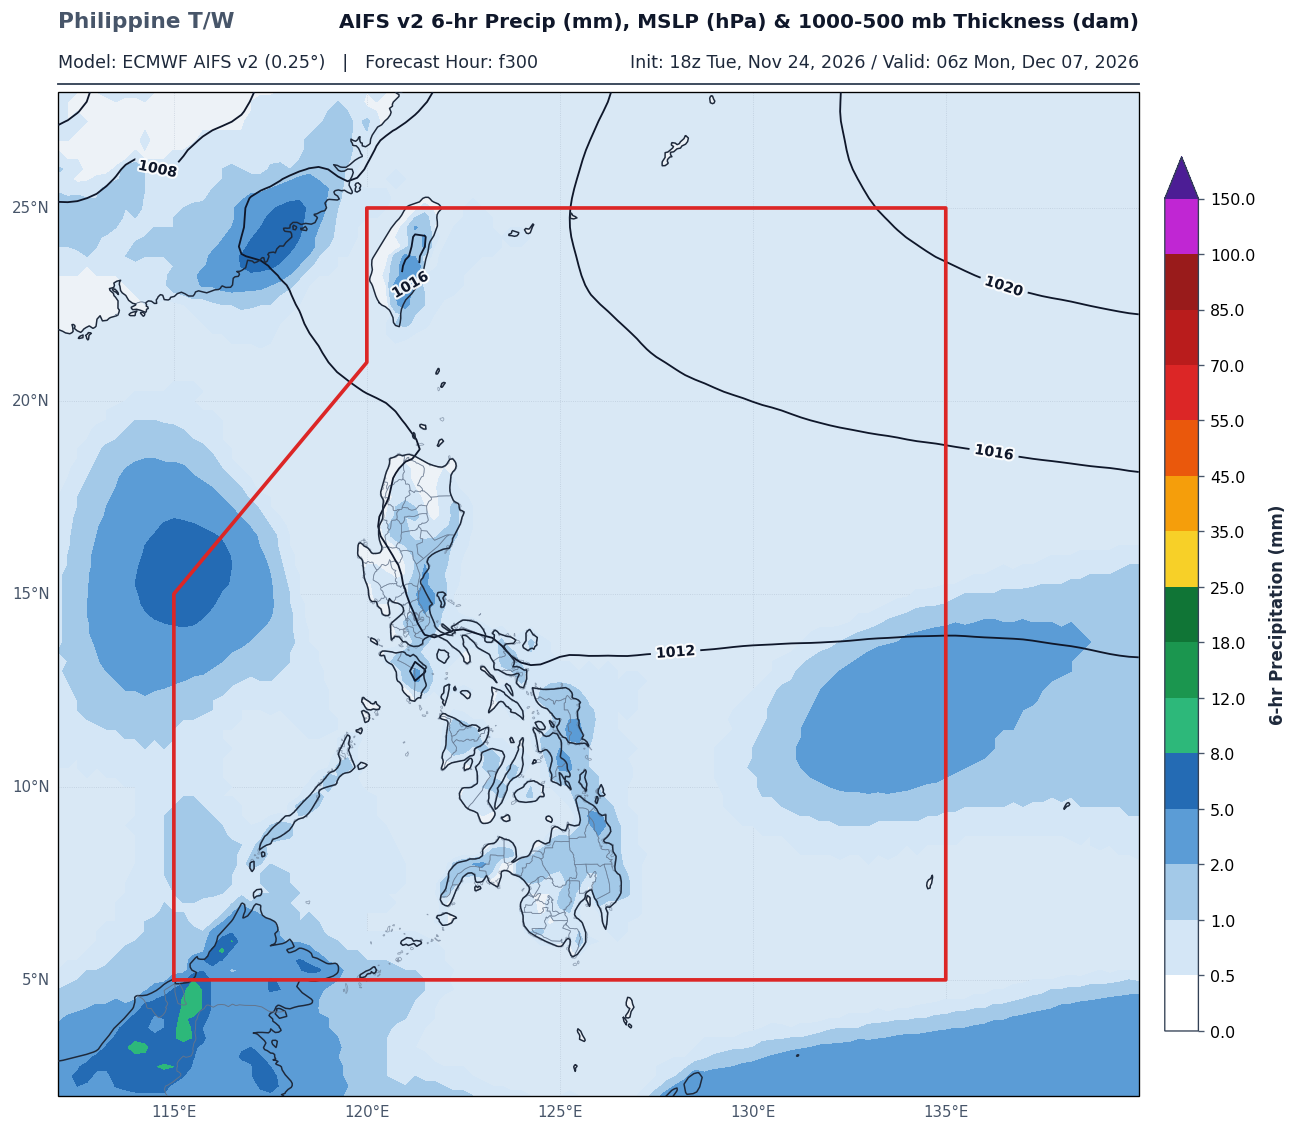 Philippine T/W
AIFS v2 6-hr Precip (mm), MSLP (hPa) & 1000-500 mb Thickness (dam)
Model: ECMWF AIFS v2 (0.25°) | Forecast Hour: f300
Init: 18z Tue, Nov 24, 2026 / Valid: 06z Mon, Dec 07, 2026
1008
1016
1020
1016
1012
25°N
20°N
15°N
10°N
5°N
115°E
120°E
125°E
130°E
135°E
150.0
100.0
85.0
70.0
55.0
45.0
35.0
25.0
18.0
12.0
8.0
5.0
2.0
1.0
0.5
0.0
6-hr Precipitation (mm)